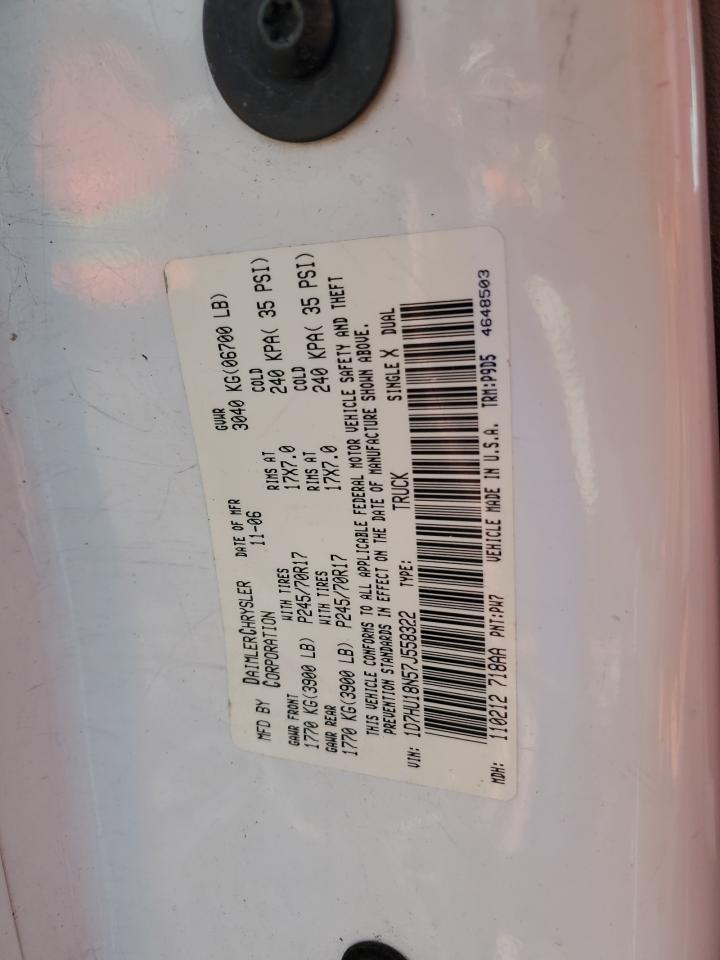 MFD BY DAIMLERCHRYSLER CORPORATION DATE OF MFR 11-06 GVWR 3040 KG(06700 LB)
GAWR FRONT WITH TIRES RIMS AT COLD
1770 KG(3900 LB) P245/70R17 17X7.0 240 KPA( 35 PSI)
GAWR REAR WITH TIRES RIMS AT COLD
1770 KG(3900 LB) P245/70R17 17X7.0 240 KPA( 35 PSI)
THIS VEHICLE CONFORMS TO ALL APPLICABLE FEDERAL MOTOR VEHICLE SAFETY AND THEFT
PREVENTION STANDARDS IN EFFECT ON THE DATE OF MANUFACTURE SHOWN ABOVE.
VIN: 1D7HU18N57J558322 TYPE: TRUCK SINGLE X DUAL
MDH: 110212 718AA PNT:PW7 VEHICLE MADE IN U.S.A. TRM:P9D5 4648503